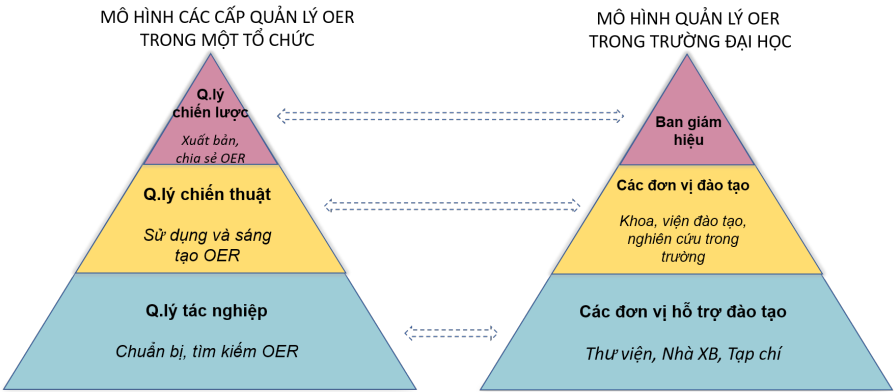 MÔ HÌNH CÁC CẤP QUẢN LÝ OER
TRONG MỘT TỔ CHỨC
Q.lý
chiến lược
Xuất bản,
chia sẻ OER
Q.lý chiến thuật
Sử dụng và sáng
tạo OER
Q.lý tác nghiệp
Chuẩn bị, tìm kiếm OER
MÔ HÌNH QUẢN LÝ OER
TRONG TRƯỜNG ĐẠI HỌC
Ban giám
hiệu
Các đơn vị đào tạo
Khoa, viện đào tạo,
nghiên cứu trong
trường
Các đơn vị hỗ trợ đào tạo
Thư viện, Nhà XB, Tạp chí